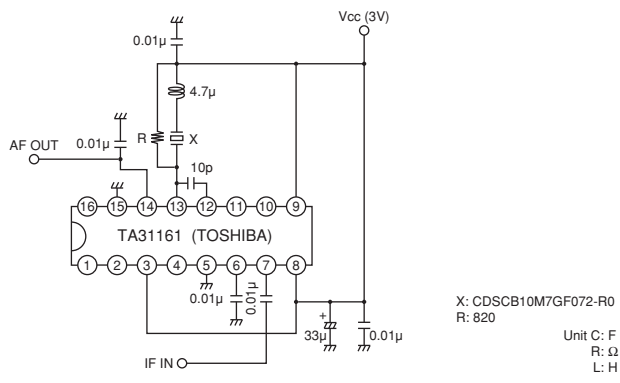 Vcc (3V)
0.01µ
4.7µ
R
X
0.01µ
AF OUT
10p
16 15 14 13 12 11 10 9
TA31161 (TOSHIBA)
1 2 3 4 5 6 7 8
0.01µ
0.01µ
+
33µ
0.01µ
IF IN
X: CDSCB10M7GF072-R0
R: 820
Unit C: F
R: Ω
L: H